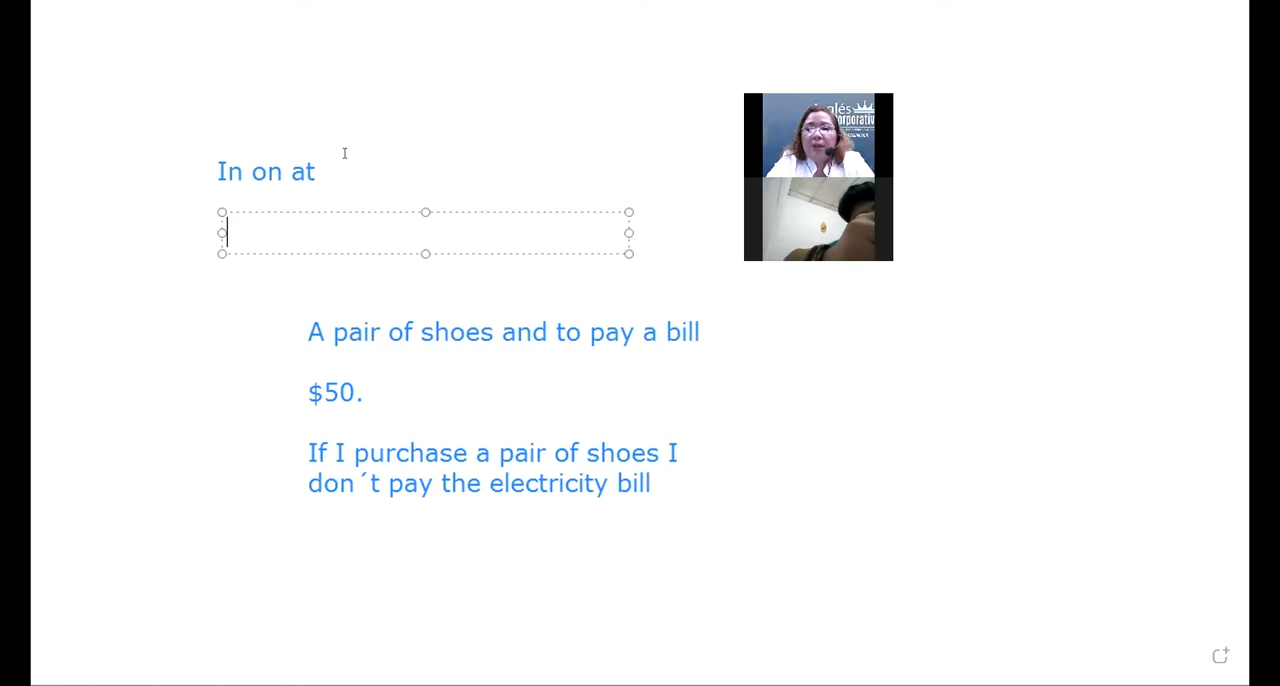 In on at
A pair of shoes and to pay a bill
$50.
If I purchase a pair of shoes I
don´t pay the electricity bill